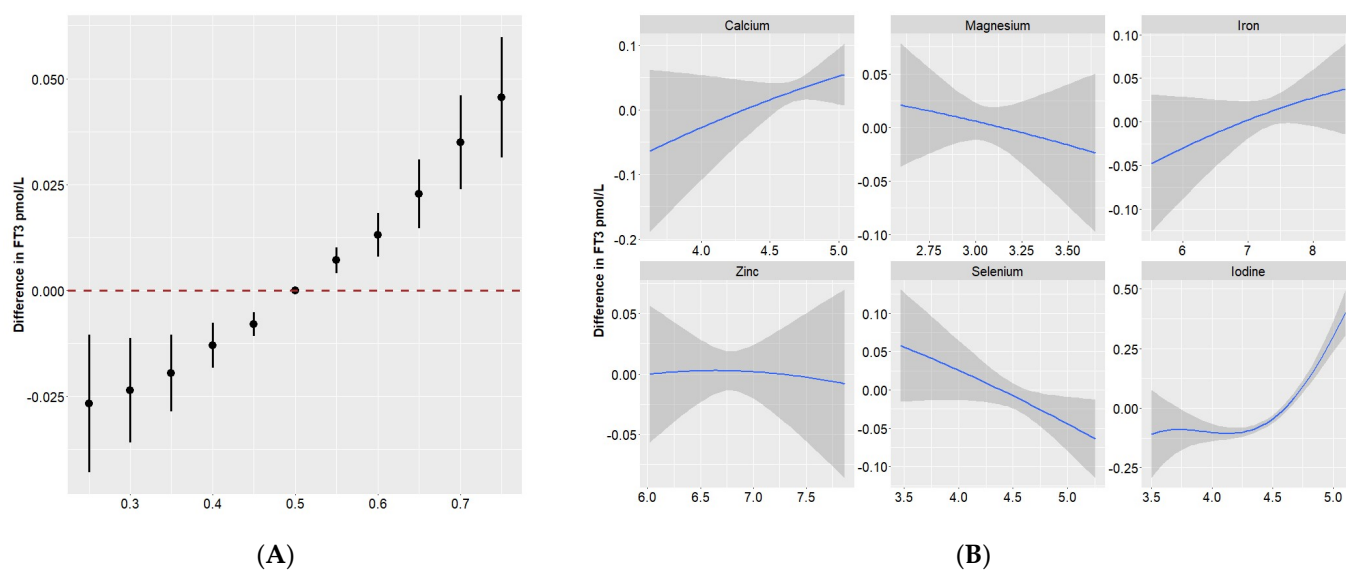 Difference in FT3 pmol/L
0.050
0.025
0.000
-0.025
0.3 0.4 0.5 0.6 0.7
(A)
Difference in FT3 pmol/L
Calcium Magnesium Iron
0.1
0.0
-0.1
-0.2
4.0 4.5 5.0
0.05
0.00
-0.05
-0.10
2.75 3.00 3.25 3.50
0.10
0.05
0.00
-0.05
-0.10
6 7 8
Zinc Selenium Iodine
0.05
0.00
-0.05
6.0 6.5 7.0 7.5
0.10
0.05
0.00
-0.05
-0.10
3.5 4.0 4.5 5.0
0.50
0.25
0.00
-0.25
3.5 4.0 4.5 5.0
(B)